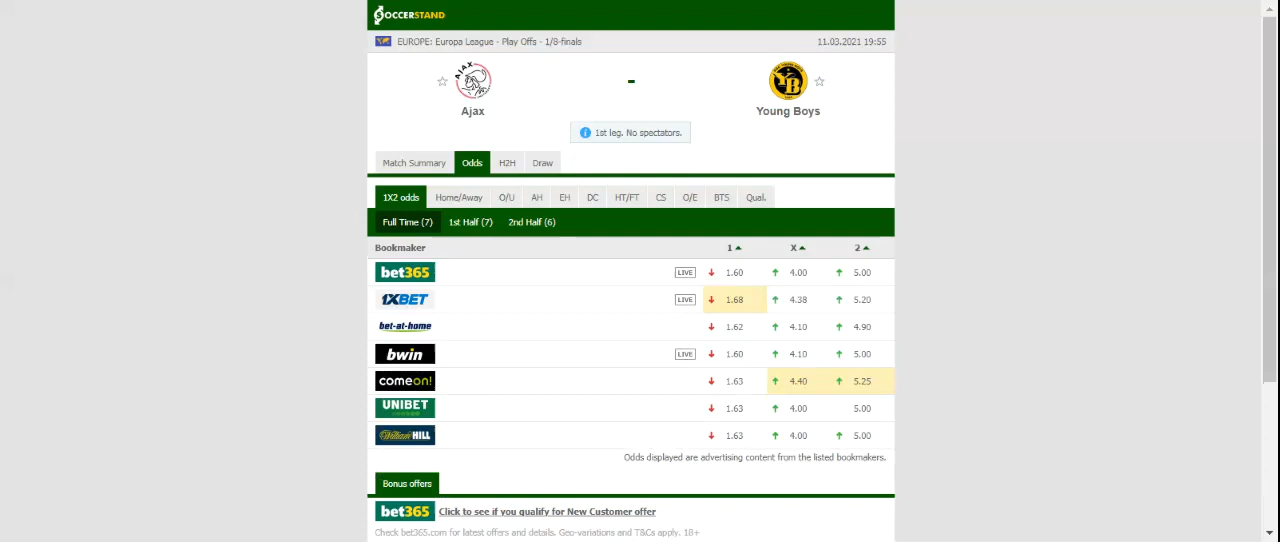 SOCCERSTAND
EUROPE: Europa League - Play Offs - 1/8-finals 11.03.2021 19:55
AJAX
-
Ajax Young Boys
1st leg. No spectators.
Match Summary Odds H2H Draw
1X2 odds Home/Away O/U AH EH DC HT/FT CS O/E BTS Qual.
Full Time (7) 1st Half (7) 2nd Half (6)
Bookmaker 1 X 2
bet365 LIVE 1.60 4.00 5.00
1XBET LIVE 1.68 4.38 5.20
bet-at-home 1.62 4.10 4.90
bwin LIVE 1.60 4.10 5.00
comeon! 1.63 4.40 5.25
UNIBET 1.63 4.00 5.00
William HILL 1.63 4.00 5.00
Odds displayed are advertising content from the listed bookmakers.
Bonus offers
bet365 Click to see if you qualify for New Customer offer
Check bet365.com for latest offers and details. Geo-variations and T&Cs apply. 18+